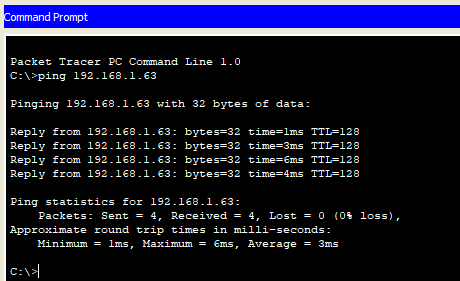 Command Prompt
Packet Tracer PC Command Line 1.0
C:\>ping 192.168.1.63
Pinging 192.168.1.63 with 32 bytes of data:
Reply from 192.168.1.63: bytes=32 time=1ms TTL=128
Reply from 192.168.1.63: bytes=32 time=3ms TTL=128
Reply from 192.168.1.63: bytes=32 time=6ms TTL=128
Reply from 192.168.1.63: bytes=32 time=4ms TTL=128
Ping statistics for 192.168.1.63:
    Packets: Sent = 4, Received = 4, Lost = 0 (0% loss),
Approximate round trip times in milli-seconds:
    Minimum = 1ms, Maximum = 6ms, Average = 3ms
C:\>